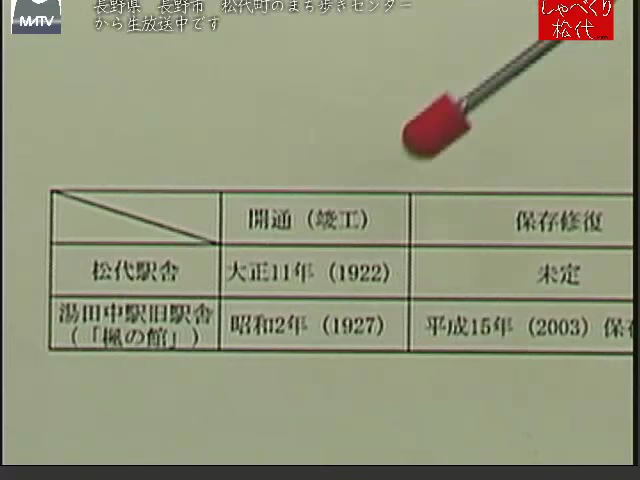 MATV
長野県　長野市　松代町のまち歩きセンター
から生放送中です
しゃべくり
松代
開通（竣工）
保存修復
松代駅舎
大正11年（1922）
未定
湯田中駅旧駅舎
（「楓の館」）
昭和2年（1927）
平成15年（2003）保存